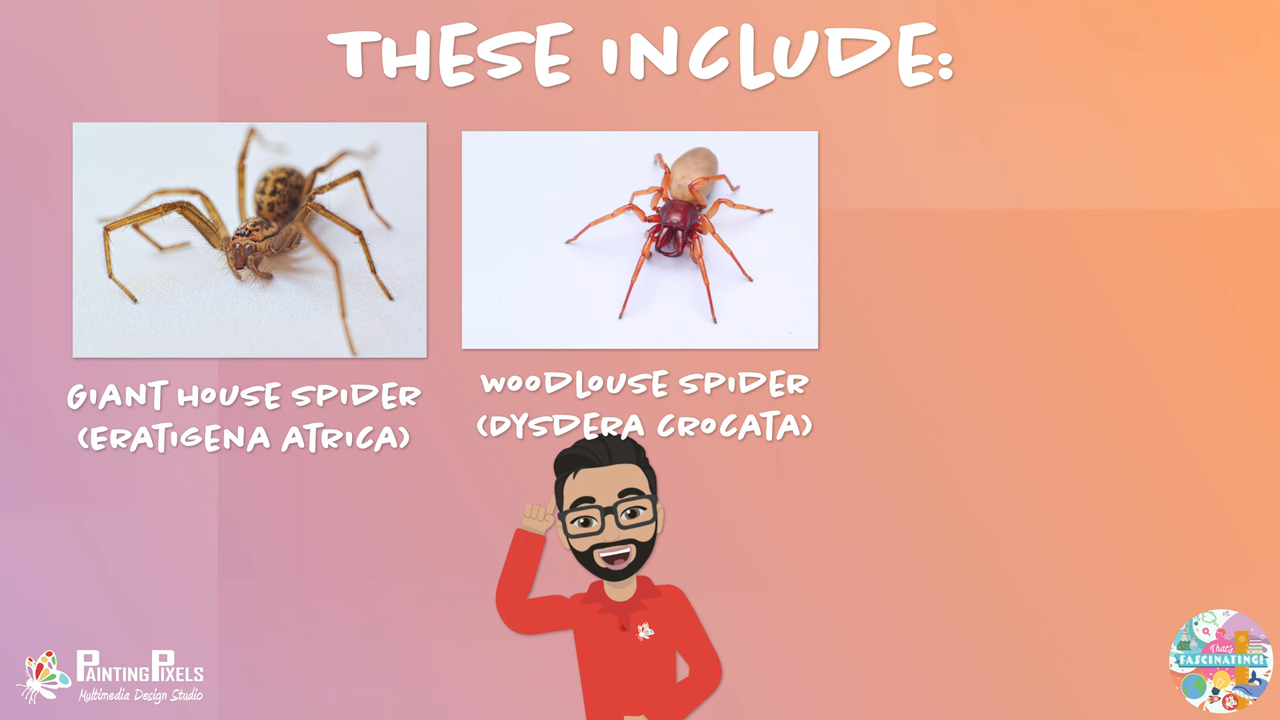 THESE INCLUDE:
GIANT HOUSE SPIDER
(ERATIGENA ATRICA)
WOODLOUSE SPIDER
(DYSDERA CROCATA)
PAINTING PIXELS
Multimedia Design Studio
That's
FASCINATING!